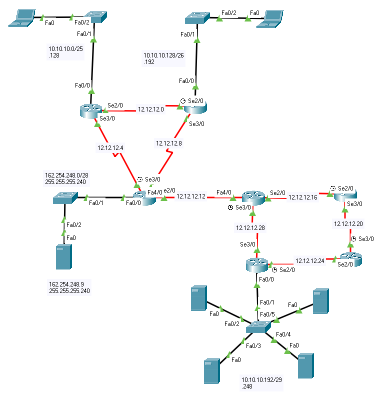 Fa0
Fa0/2
Fa0/1
10.10.10.0/25
.128
Fa0/0
Se2/0
Se3/0
Fa0/2
Fa0
Fa0/1
10.10.10.128/26
.192
Fa0/0
Se2/0
Se3/0
12.12.12.0
12.12.12.4
12.12.12.8
162.254.248.0/28
255.255.255.240
Fa0/1
Fa0/2
Fa0
162.254.248.9
255.255.255.240
Se3/0
Fa4/0
Fa0/0
12.12.12.12
Fa4/0
Se2/0
Se3/0
12.12.12.16
Se2/0
Se3/0
12.12.12.20
Se3/0
Se2/0
12.12.12.28
12.12.12.24
Se3/0
Se2/0
Fa0/0
Fa0/1
Fa0/5
Fa0
Fa0/2
Fa0
Fa0/4
Fa0
Fa0/3
Fa0
10.10.10.192/29
.248